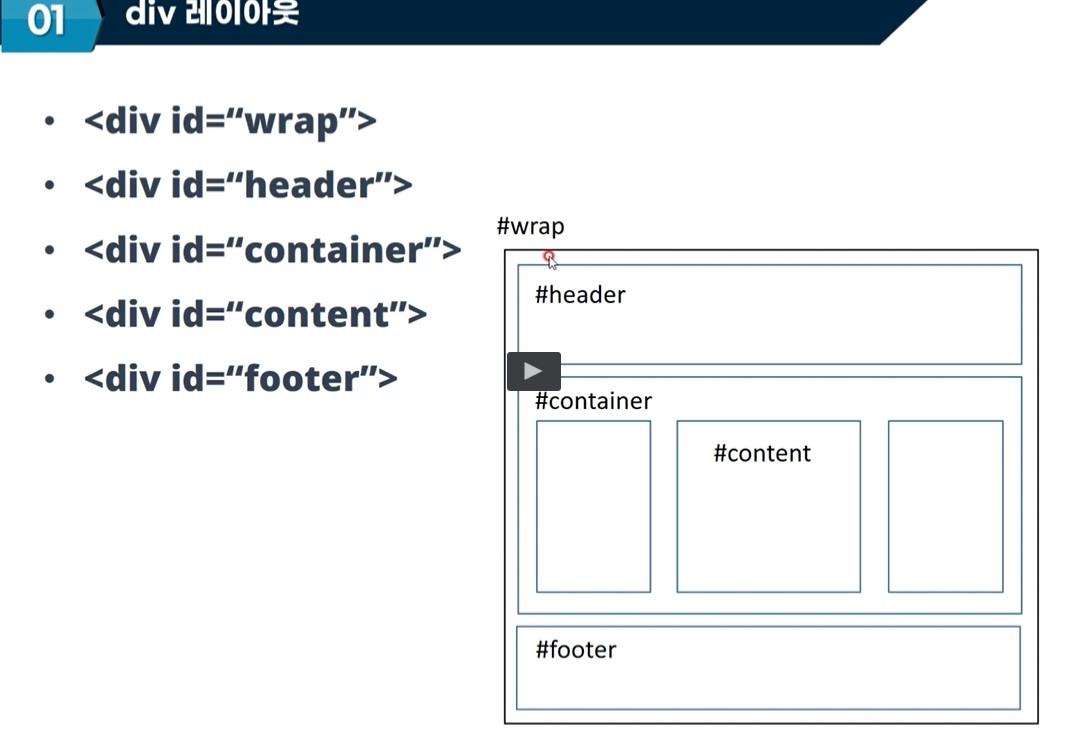 01
div 레이아웃
• <div id=“wrap”>
• <div id=“header”>
• <div id=“container”>
• <div id=“content”>
• <div id=“footer”>
#wrap
#header
#container
#content
#footer